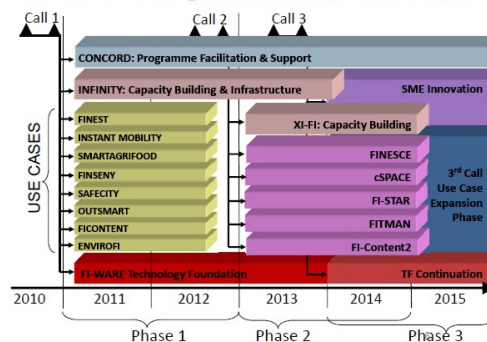 Call 1
Call 2
Call 3
CONCORD: Programme Facilitation & Support
INFINITY: Capacity Building & Infrastructure
SME Innovation
USE CASES
FINEST
INSTANT MOBILITY
SMARTAGRIFOOD
FINSENY
SAFECITY
OUTSMART
FICONTENT
ENVIROFI
XI-FI: Capacity Building
FINESCE
cSPACE
FI-STAR
FITMAN
FI-Content2
3rd Call
Use Case
Expansion
Phase
FI-WARE Technology Foundation
TF Continuation
2010
2011
2012
2013
2014
2015
Phase 1
Phase 2
Phase 3